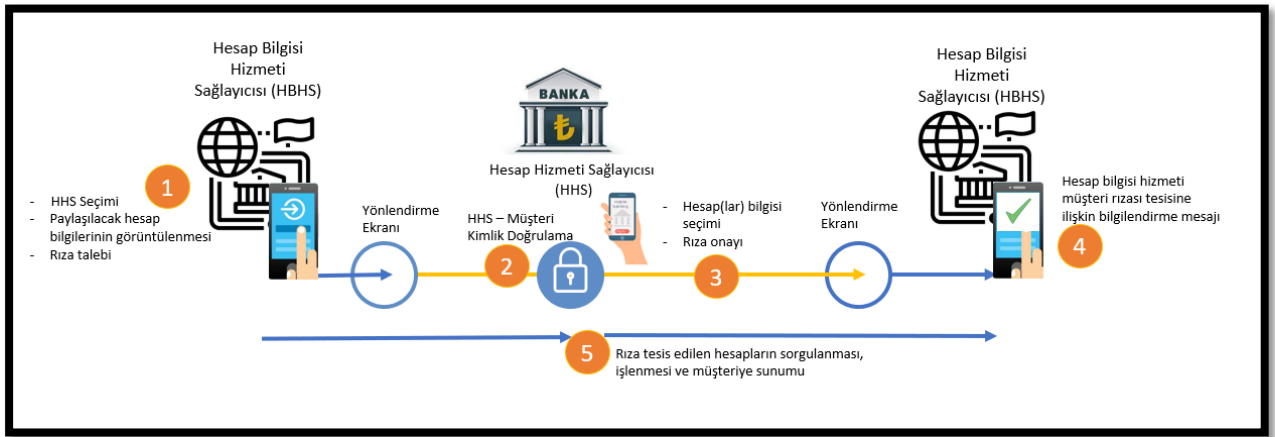 Hesap Bilgisi
Hizmeti
Sağlayıcısı (HBHS)
1
- HHS Seçimi
- Paylaşılacak hesap
bilgilerinin görüntülenmesi
- Rıza talebi
Yönlendirme
Ekranı
BANKA
Hesap Hizmeti Sağlayıcısı
(HHS)
HHS – Müşteri
Kimlik Doğrulama
2
- Hesap(lar) bilgisi
seçimi
- Rıza onayı
3
Yönlendirme
Ekranı
Hesap Bilgisi
Hizmeti
Sağlayıcısı (HBHS)
Hesap bilgisi hizmeti
müşteri rızası tesisine
ilişkin bilgilendirme mesajı
4
5
Rıza tesis edilen hesapların sorgulanması,
işlenmesi ve müşteriye sunumu